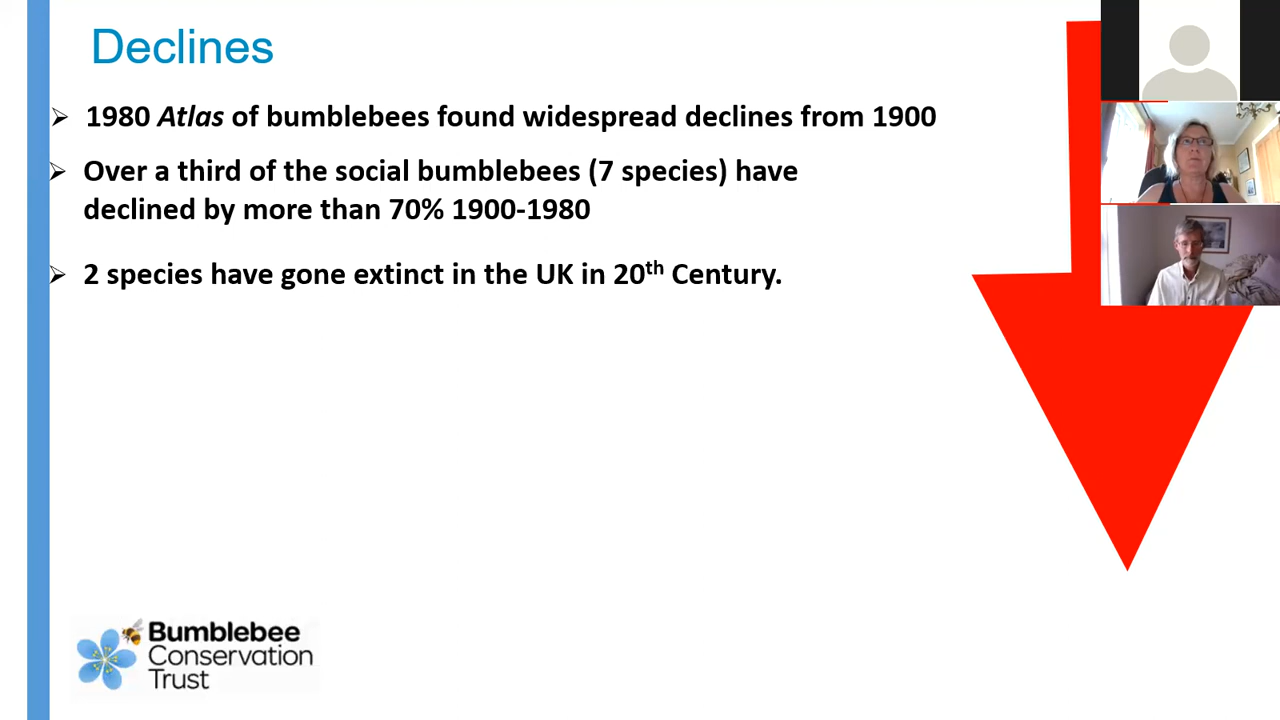 Declines
1980 Atlas of bumblebees found widespread declines from 1900
Over a third of the social bumblebees (7 species) have
declined by more than 70% 1900-1980
2 species have gone extinct in the UK in 20th Century.
Bumblebee
Conservation
Trust